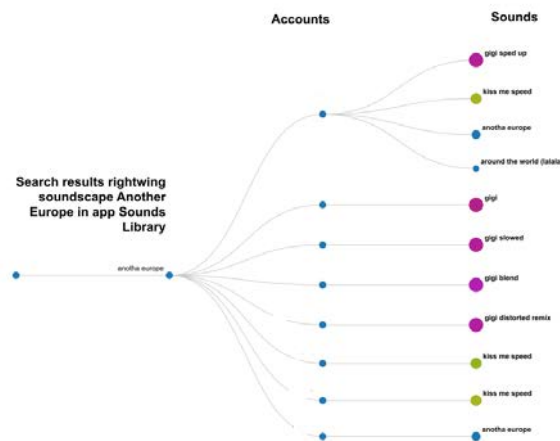 Accounts
Sounds
gigi sped up
kiss me speed
anotha europe
around the world (lalala
Search results rightwing
soundscape Another
Europe in app Sounds
Library
anotha europe
gigi
gigi slowed
gigi blend
gigi distorted remix
kiss me speed
kiss me speed
anotha europe